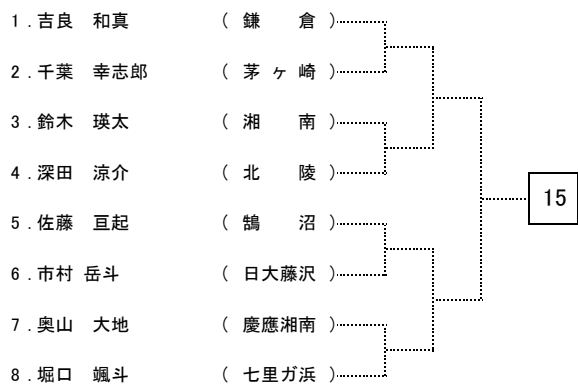 1.吉良　和真　（ 鎌　倉 ）
2.千葉　幸志郎　（ 茅ヶ崎 ）
3.鈴木　瑛太　（ 湘　南 ）
4.深田　涼介　（ 北　陵 ）
15
5.佐藤　亘起　（ 鵠　沼 ）
6.市村 岳斗　（ 日大藤沢 ）
7.奥山　大地　（ 慶應湘南 ）
8.堀口　颯斗　（ 七里ガ浜 ）